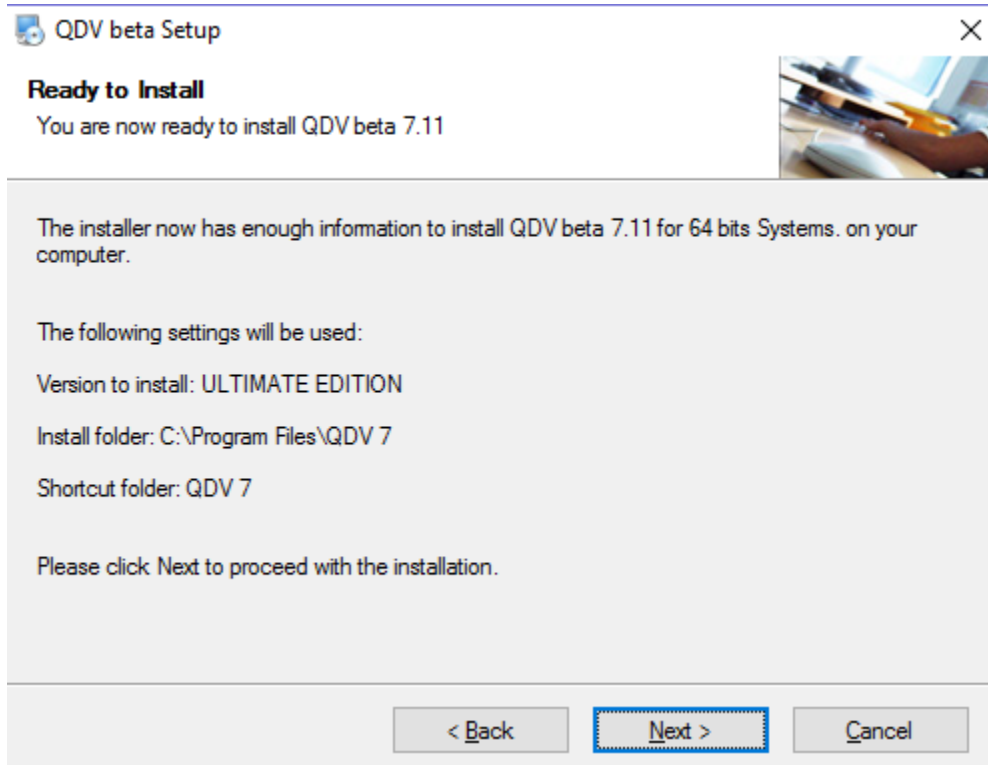 QDV beta Setup
Ready to Install
You are now ready to install QDV beta 7.11
The installer now has enough information to install QDV beta 7.11 for 64 bits Systems. on your
computer.
The following settings will be used:
Version to install: ULTIMATE EDITION
Install folder: C:\Program Files\QDV 7
Shortcut folder: QDV 7
Please click Next to proceed with the installation.
< Back
Next >
Cancel